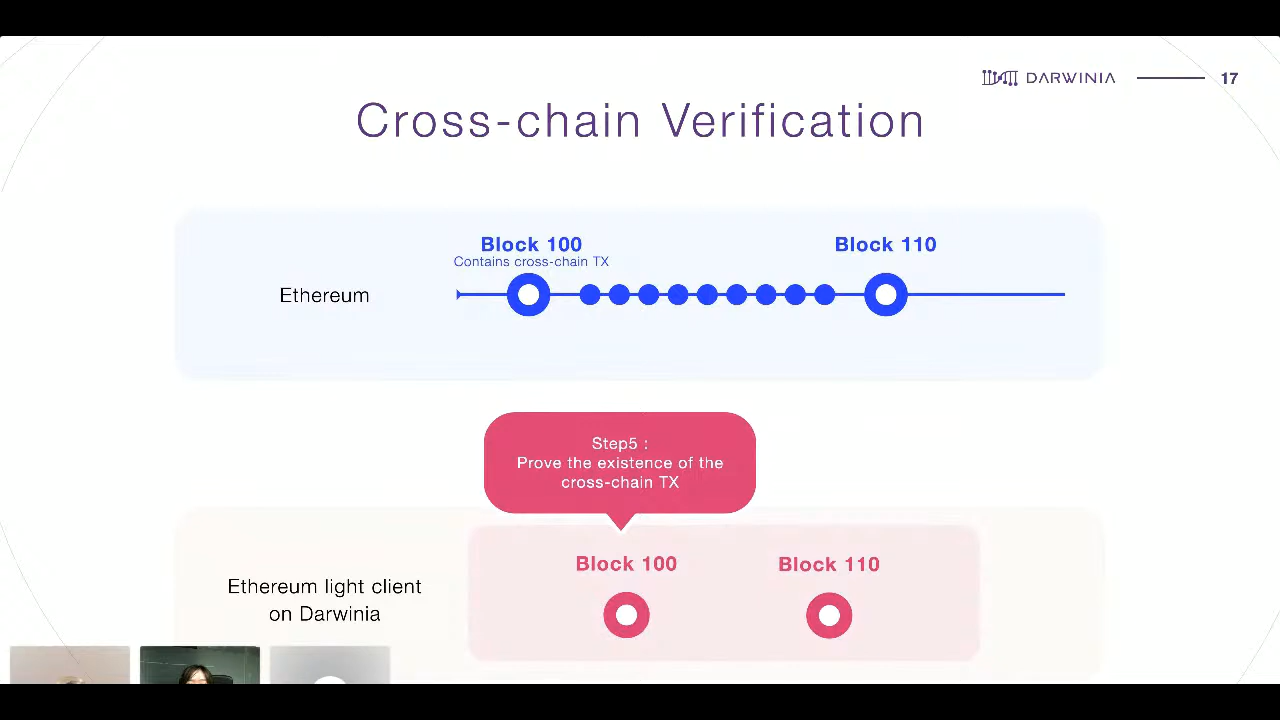 DARWINIA
17
Cross-chain Verification
Block 100
Contains cross-chain TX
Block 110
Ethereum
Step5 :
Prove the existence of the
cross-chain TX
Block 100
Block 110
Ethereum light client
on Darwinia